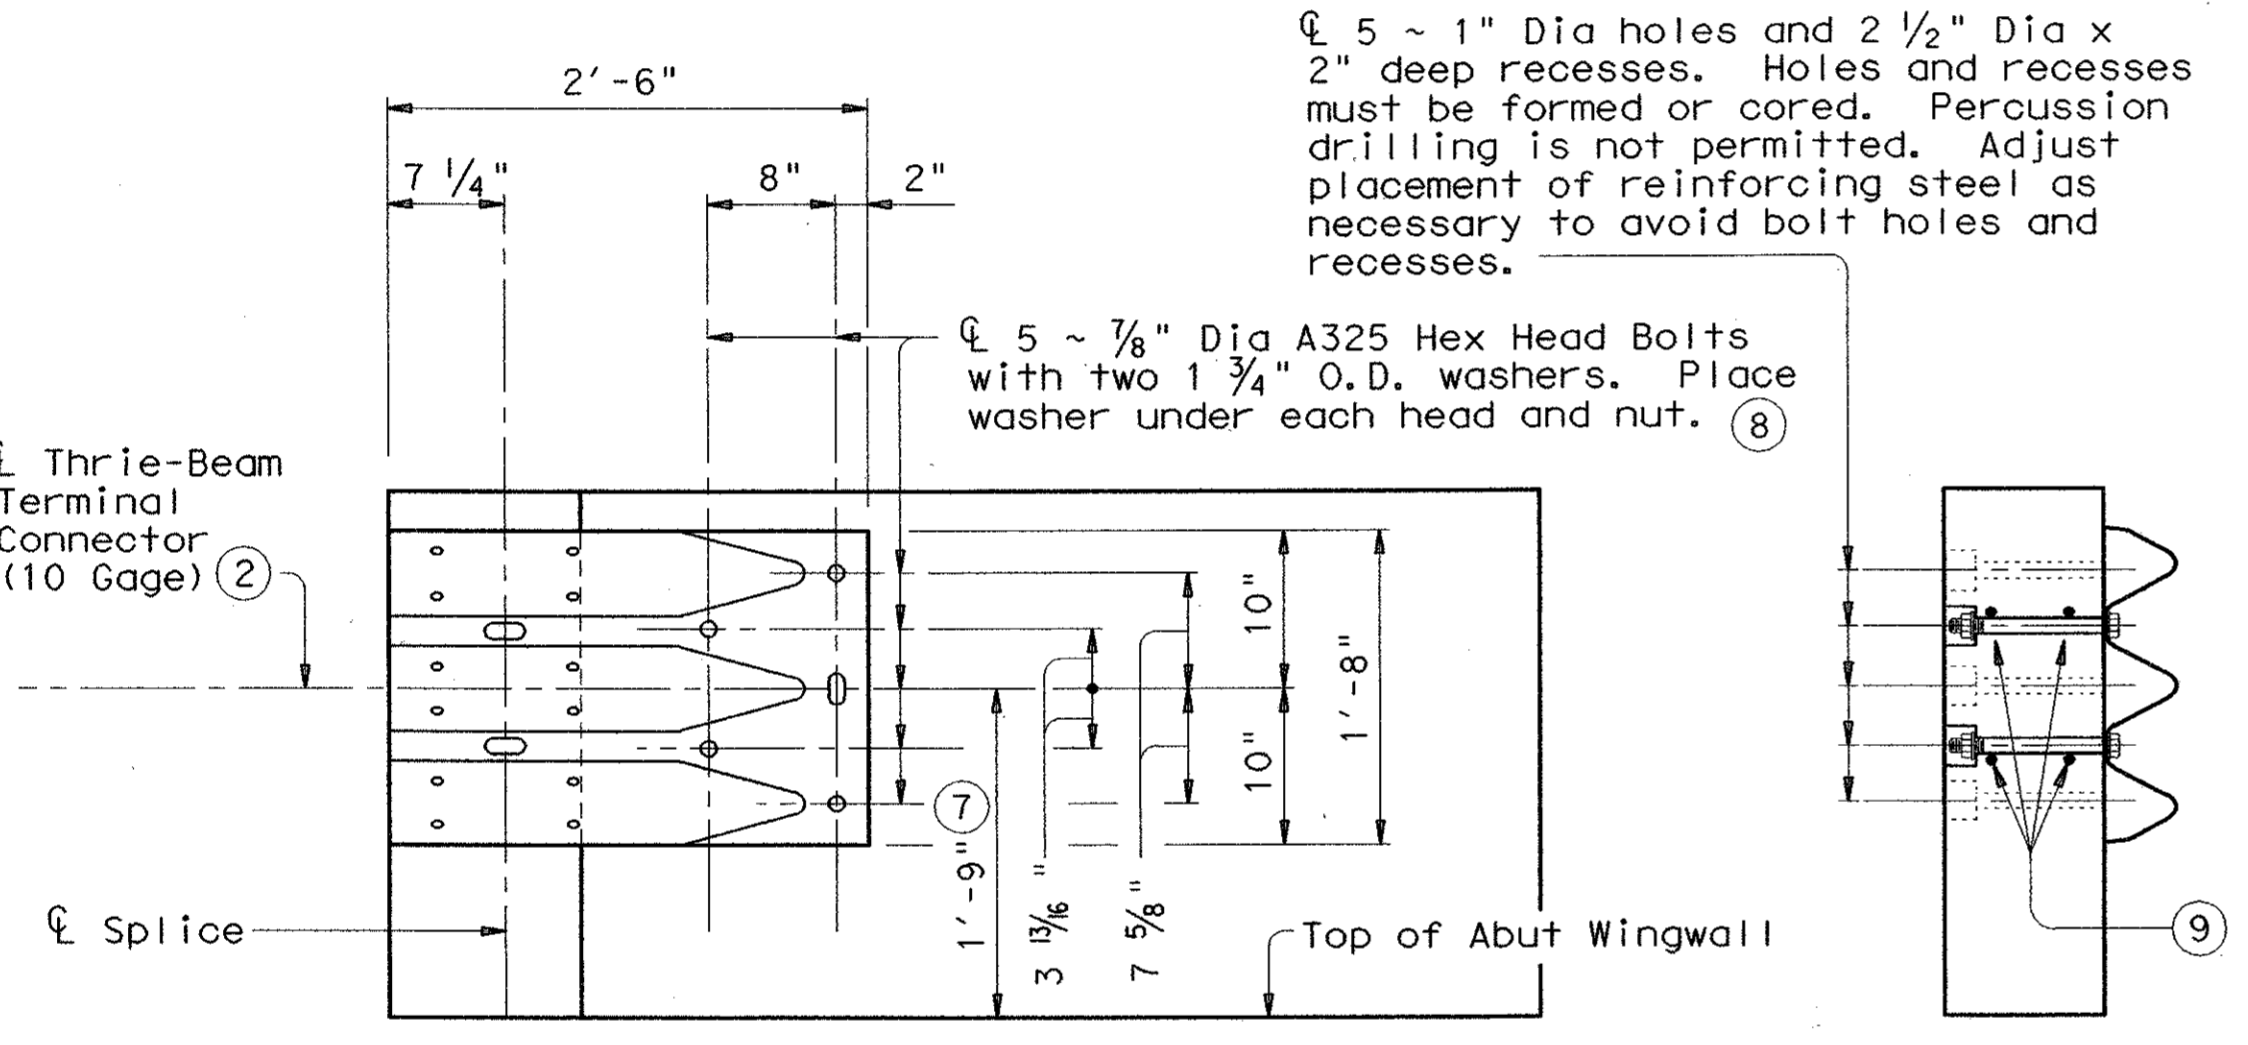 ℄ 5 ~ 1" Dia holes and 2 1/2" Dia x
2" deep recesses. Holes and recesses
must be formed or cored. Percussion
drilling is not permitted. Adjust
placement of reinforcing steel as
necessary to avoid bolt holes and
recesses.
2'-6"
7 1/4"
8"
2"
℄ 5 ~ 7/8" Dia A325 Hex Head Bolts
with two 1 3/4" O.D. washers. Place
washer under each head and nut. 8
℄ Thrie-Beam
Terminal
Connector
(10 Gage) 2
10"
10"
1'-8"
7
1'-9"
3 13/16"
7 5/8"
℄ Splice
Top of Abut Wingwall
9